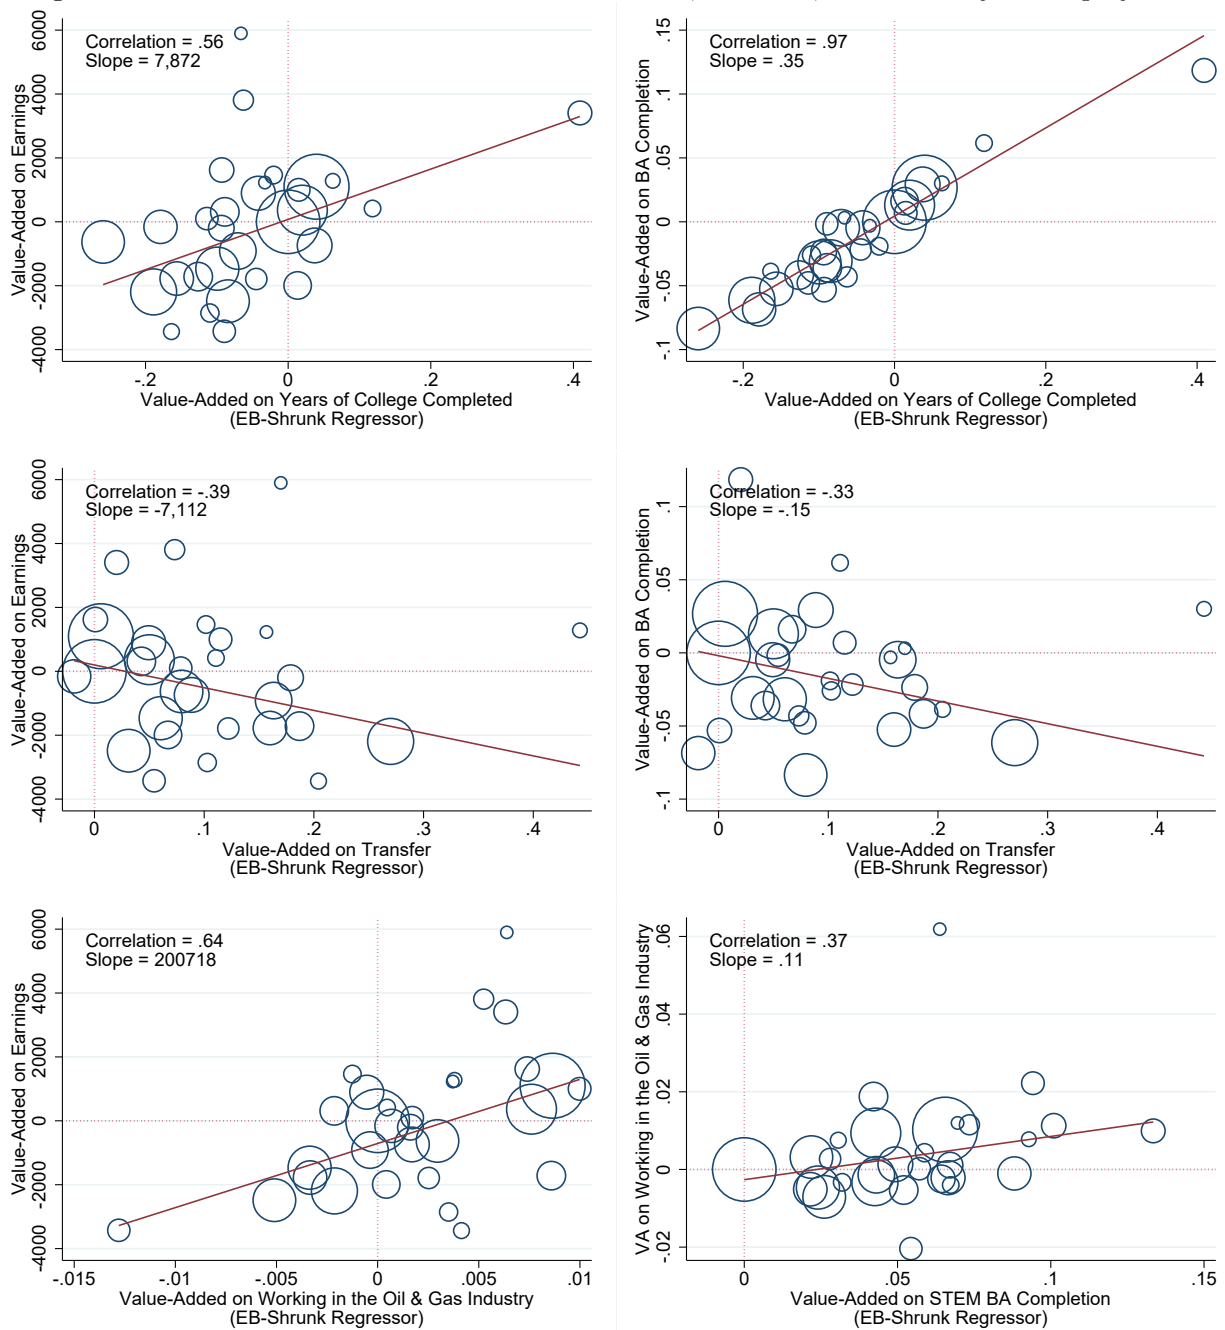 Correlation = .56
Slope = 7,872
Value-Added on Earnings
6000
4000
2000
0
-2000
-4000
-.2
0
.2
.4
Value-Added on Years of College Completed
(EB-Shrunk Regressor)
Correlation = .97
Slope = .35
Value-Added on BA Completion
.15
.1
.05
0
-.05
-.1
-.2
0
.2
.4
Value-Added on Years of College Completed
(EB-Shrunk Regressor)
Correlation = -.39
Slope = -7,112
Value-Added on Earnings
6000
4000
2000
0
-2000
-4000
0
.1
.2
.3
.4
Value-Added on Transfer
(EB-Shrunk Regressor)
Correlation = -.33
Slope = -.15
Value-Added on BA Completion
.1
.05
0
-.05
-.1
0
.1
.2
.3
.4
Value-Added on Transfer
(EB-Shrunk Regressor)
Correlation = .64
Slope = 200718
Value-Added on Earnings
6000
4000
2000
0
-2000
-4000
-.015
-.01
-.005
0
.005
.01
Value-Added on Working in the Oil & Gas Industry
(EB-Shrunk Regressor)
Correlation = .37
Slope = .11
VA on Working in the Oil & Gas Industry
.06
.04
.02
0
-.02
0
.05
.1
.15
Value-Added on STEM BA Completion
(EB-Shrunk Regressor)